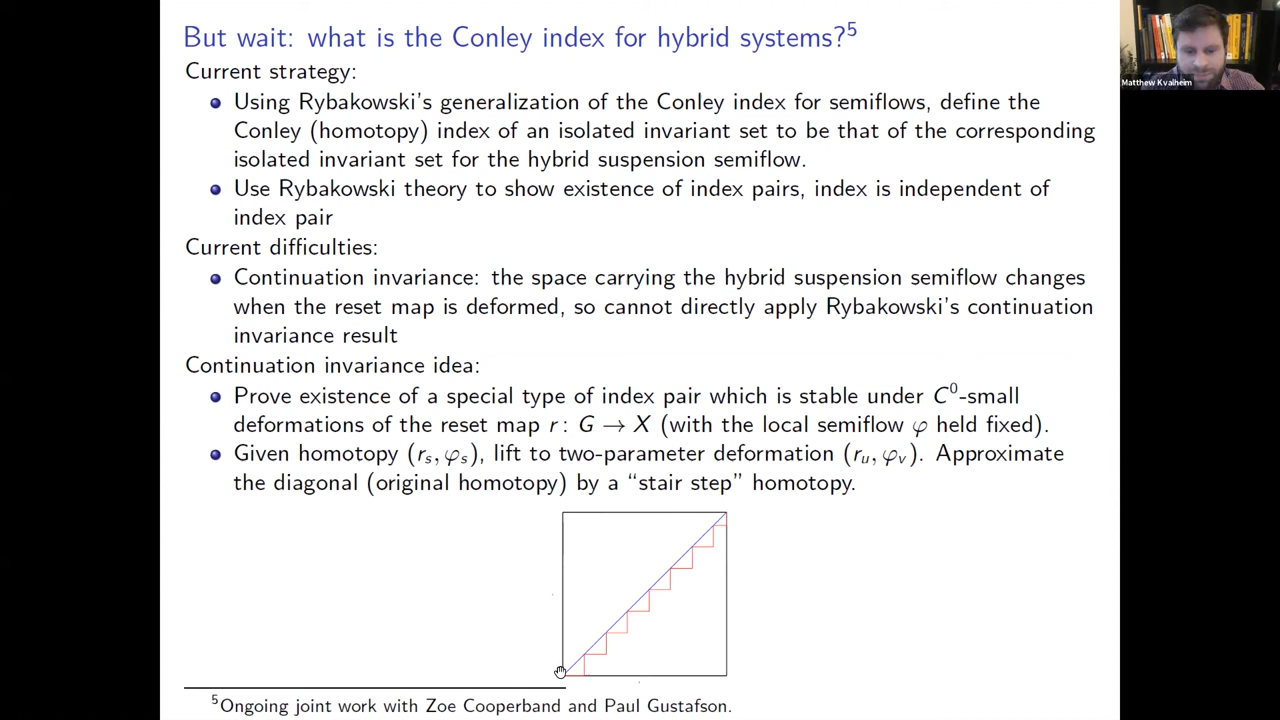 But wait: what is the Conley index for hybrid systems?⁵
Current strategy:
Using Rybakowski's generalization of the Conley index for semiflows, define the
Conley (homotopy) index of an isolated invariant set to be that of the corresponding
isolated invariant set for the hybrid suspension semiflow.
Use Rybakowski theory to show existence of index pairs, index is independent of
index pair
Current difficulties:
Continuation invariance: the space carrying the hybrid suspension semiflow changes
when the reset map is deformed, so cannot directly apply Rybakowski's continuation
invariance result
Continuation invariance idea:
Prove existence of a special type of index pair which is stable under C⁰-small
deformations of the reset map r: G → X (with the local semiflow φ held fixed).
Given homotopy (rₛ, φₛ), lift to two-parameter deformation (rᵤ, φᵥ). Approximate
the diagonal (original homotopy) by a “stair step” homotopy.
⁵Ongoing joint work with Zoe Cooperband and Paul Gustafson.
Matthew Kvalheim